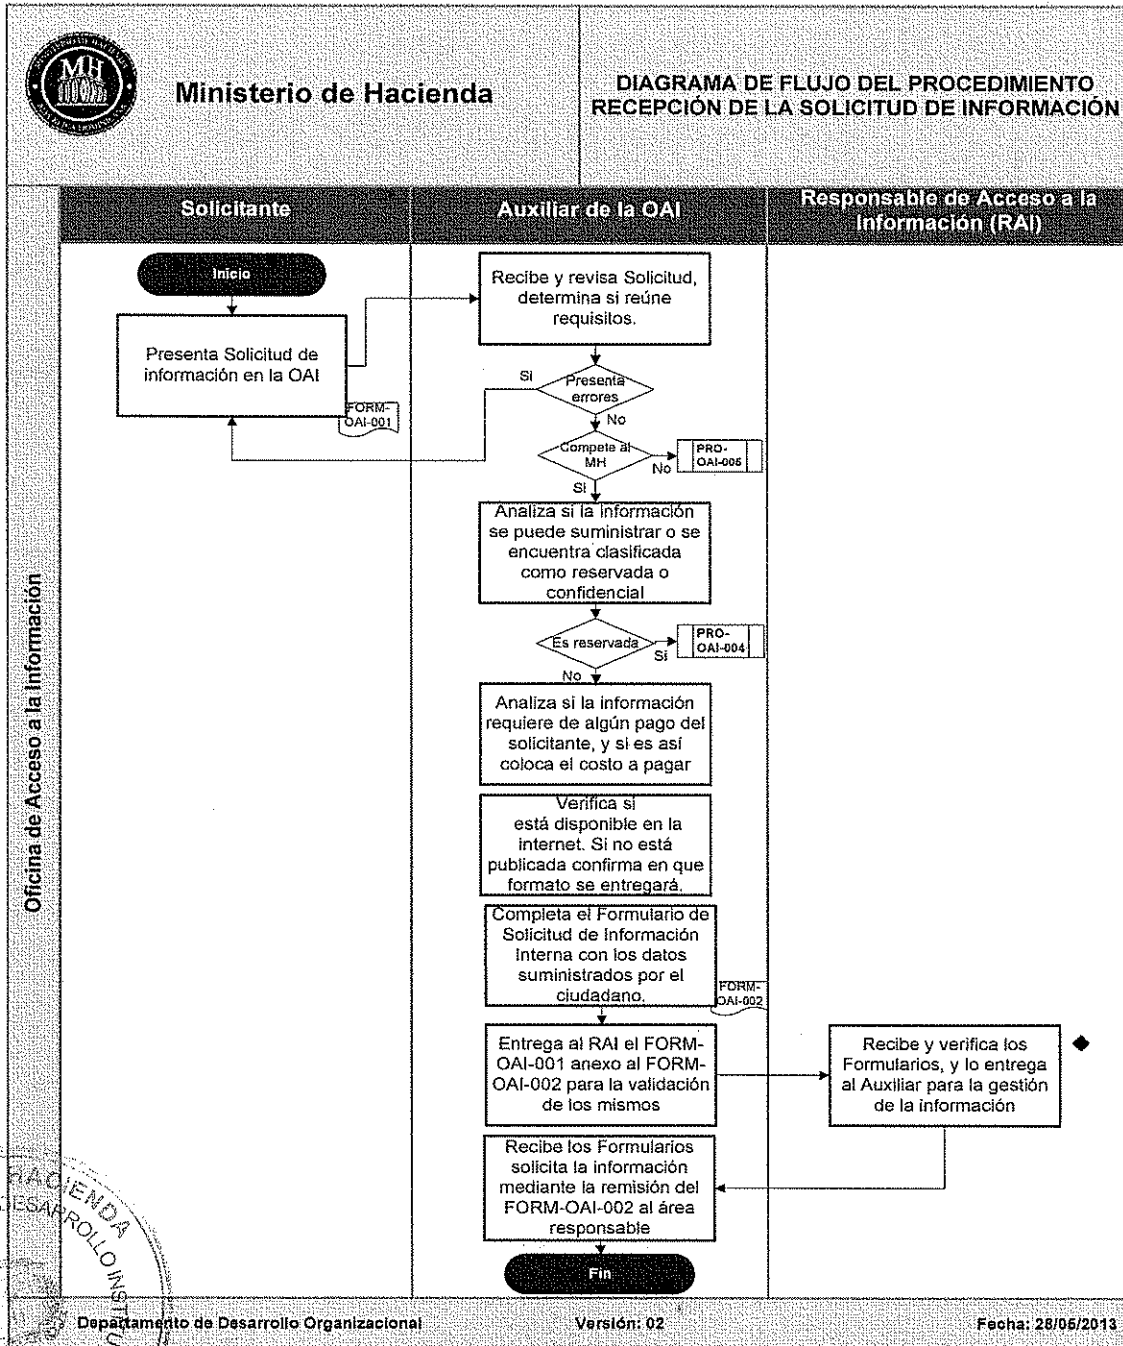 MH
Ministerio de Hacienda
DIAGRAMA DE FLUJO DEL PROCEDIMIENTO
RECEPCIÓN DE LA SOLICITUD DE INFORMACIÓN
Solicitante
Auxiliar de la OAI
Responsable de Acceso a la
Información (RAI)
Oficina de Acceso a la Información
Inicio
Presenta Solicitud de
información en la OAI
FORM-
OAI-001
Recibe y revisa Solicitud,
determina si reúne
requisitos.
Presenta
errores
Si
No
Compete al
MH
No
PRO-
OAI-005
Si
Analiza si la información
se puede suministrar o se
encuentra clasificada
como reservada o
confidencial
Es reservada
Si
PRO-
OAI-004
No
Analiza si la información
requiere de algún pago del
solicitante, y si es así
coloca el costo a pagar
Verifica si
está disponible en la
internet. Si no está
publicada confirma en que
formato se entregará.
Completa el Formulario de
Solicitud de Información
Interna con los datos
suministrados por el
ciudadano.
FORM-
OAI-002
Entrega al RAI el FORM-
OAI-001 anexo al FORM-
OAI-002 para la validación
de los mismos
Recibe y verifica los
Formularios, y lo entrega
al Auxiliar para la gestión
de la información
Recibe los Formularios
solicita la información
mediante la remisión del
FORM-OAI-002 al área
responsable
Fin
HACIENDA
DESARROLLO INSTITU
Departamento de Desarrollo Organizacional
Versión: 02
Fecha: 28/05/2013